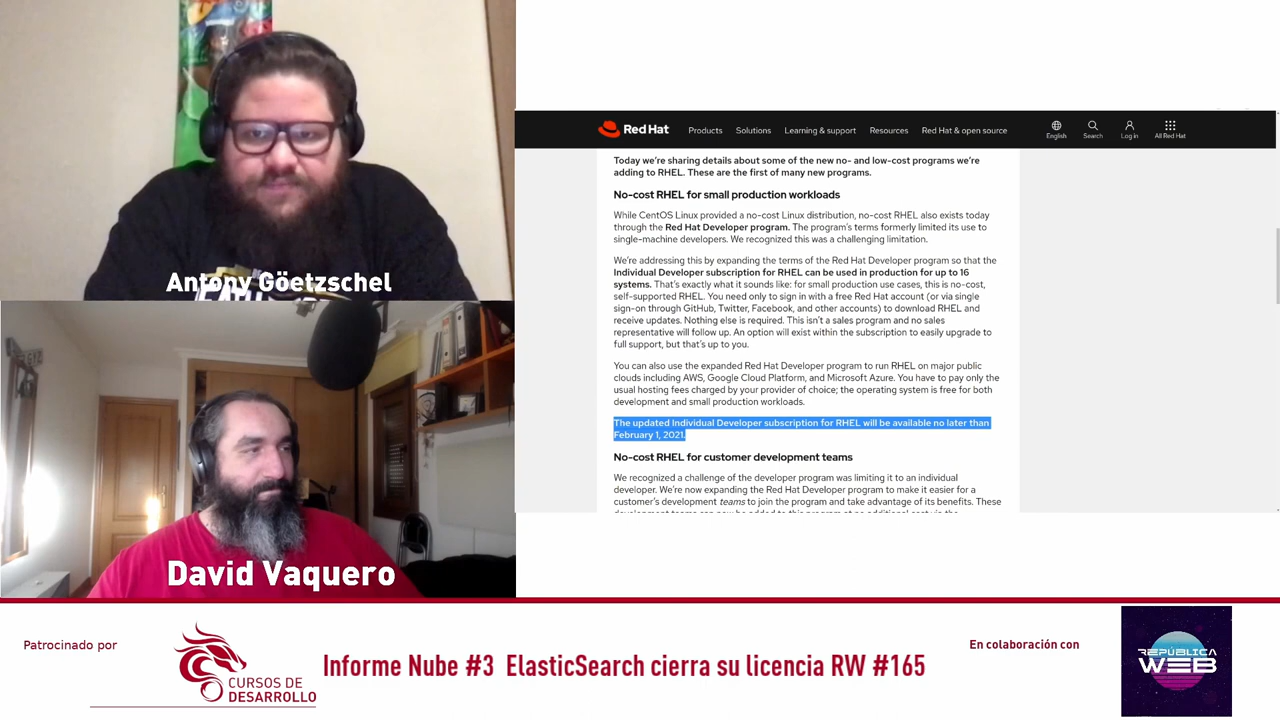 Antony Göetzschel
David Vaquero
Red Hat
Products
Solutions
Learning & support
Resources
Red Hat & open source
English
Search
Log in
All Red Hat
Today we're sharing details about some of the new no- and low-cost programs we're
adding to RHEL. These are the first of many new programs.
No-cost RHEL for small production workloads
While CentOS Linux provided a no-cost Linux distribution, no-cost RHEL also exists today
through the Red Hat Developer program. The program's terms formerly limited its use to
single-machine developers. We recognized this was a challenging limitation.
We're addressing this by expanding the terms of the Red Hat Developer program so that the
Individual Developer subscription for RHEL can be used in production for up to 16
systems. That's exactly what it sounds like: for small production use cases, this is no-cost,
self-supported RHEL. You need only to sign in with a free Red Hat account (or via single
sign-on through GitHub, Twitter, Facebook, and other accounts) to download RHEL and
receive updates. Nothing else is required. This isn't a sales program and no sales
representative will follow up. An option will exist within the subscription to easily upgrade to
full support, but that's up to you.
You can also use the expanded Red Hat Developer program to run RHEL on major public
clouds including AWS, Google Cloud Platform, and Microsoft Azure. You have to pay only the
usual hosting fees charged by your provider of choice; the operating system is free for both
development and small production workloads.
The updated Individual Developer subscription for RHEL will be available no later than
February 1, 2021.
No-cost RHEL for customer development teams
We recognized a challenge of the developer program was limiting it to an individual
developer. We're now expanding the Red Hat Developer program to make it easier for a
customer's development teams to join the program and take advantage of its benefits. These
Patrocinado por
CURSOS DE
DESARROLLO
Informe Nube #3 ElasticSearch cierra su licencia RW #165
En colaboración con
REPÚBLICA
WEB